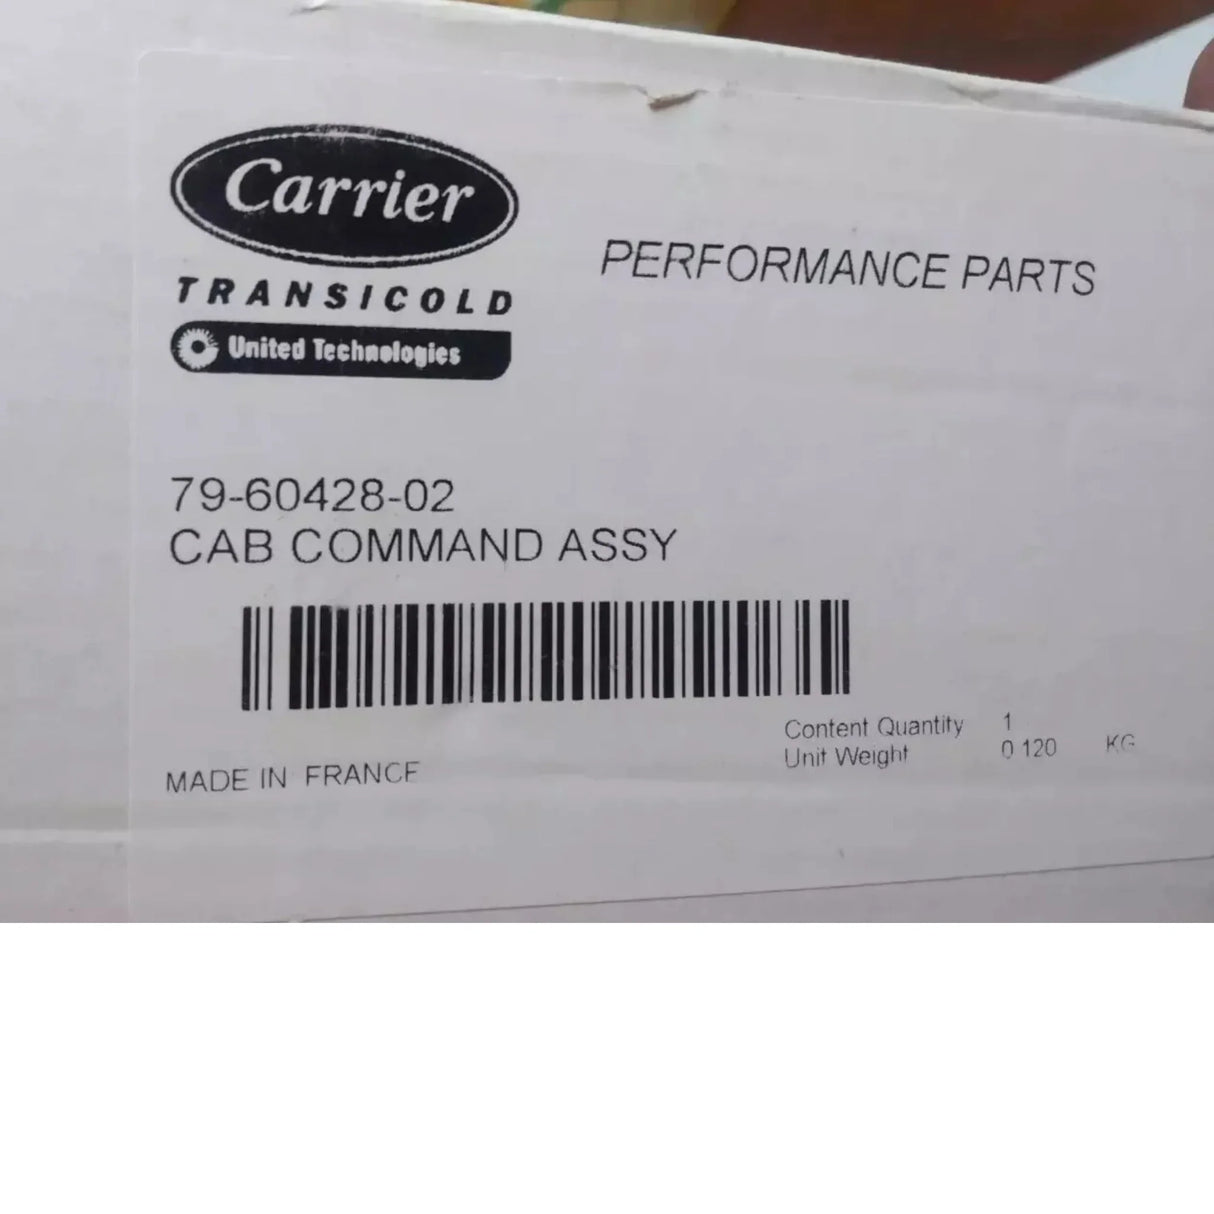 Carrier
TRANSICOLD
United Technologies
PERFORMANCE PARTS
79-60428-02
CAB COMMAND ASSY
Content Quantity 1
Unit Weight 0 120 KG
MADE IN FRANCE